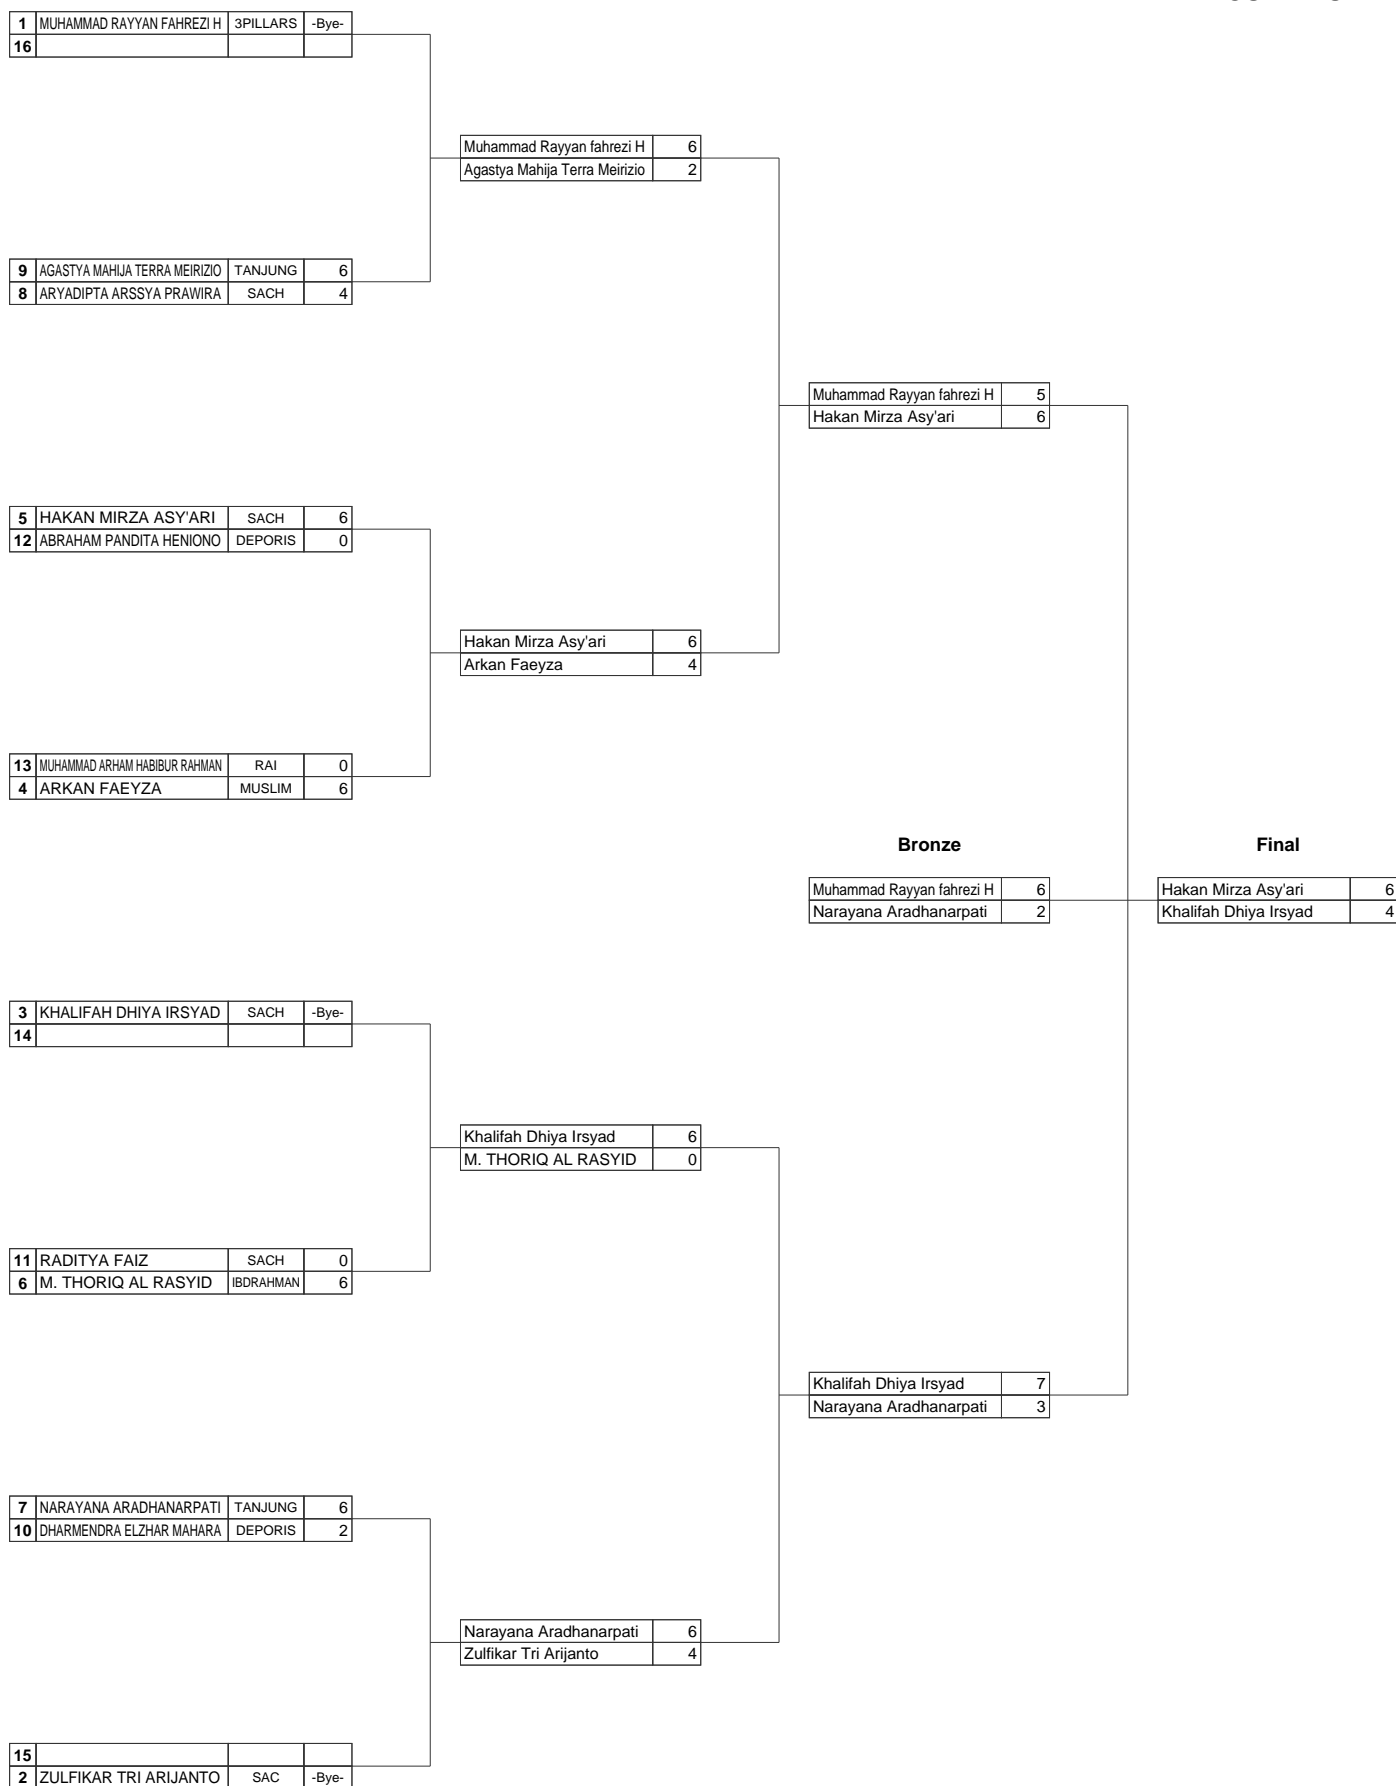 1 MUHAMMAD RAYYAN FAHREZI H 3PILLARS -Bye-
16
Muhammad Rayyan fahrezi H 6
Agastya Mahija Terra Meirizio 2
9 AGASTYA MAHIJA TERRA MEIRIZIO TANJUNG 6
8 ARYADIPTA ARSSYA PRAWIRA SACH 4
Muhammad Rayyan fahrezi H 5
Hakan Mirza Asy'ari 6
5 HAKAN MIRZA ASY'ARI SACH 6
12 ABRAHAM PANDITA HENIONO DEPORIS 0
Hakan Mirza Asy'ari 6
Arkan Faeyza 4
13 MUHAMMAD ARHAM HABIBUR RAHMAN RAI 0
4 ARKAN FAEYZA MUSLIM 6
Bronze Final
Muhammad Rayyan fahrezi H 6 Hakan Mirza Asy'ari 6
Narayana Aradhanarpati 2 Khalifah Dhiya Irsyad 4
3 KHALIFAH DHIYA IRSYAD SACH -Bye-
14
Khalifah Dhiya Irsyad 6
M. THORIQ AL RASYID 0
11 RADITYA FAIZ SACH 0
6 M. THORIQ AL RASYID IBDRAHMAN 6
Khalifah Dhiya Irsyad 7
Narayana Aradhanarpati 3
7 NARAYANA ARADHANARPATI TANJUNG 6
10 DHARMENDRA ELZHAR MAHARA DEPORIS 2
Narayana Aradhanarpati 6
Zulfikar Tri Arijanto 4
15
2 ZULFIKAR TRI ARIJANTO SAC -Bye-